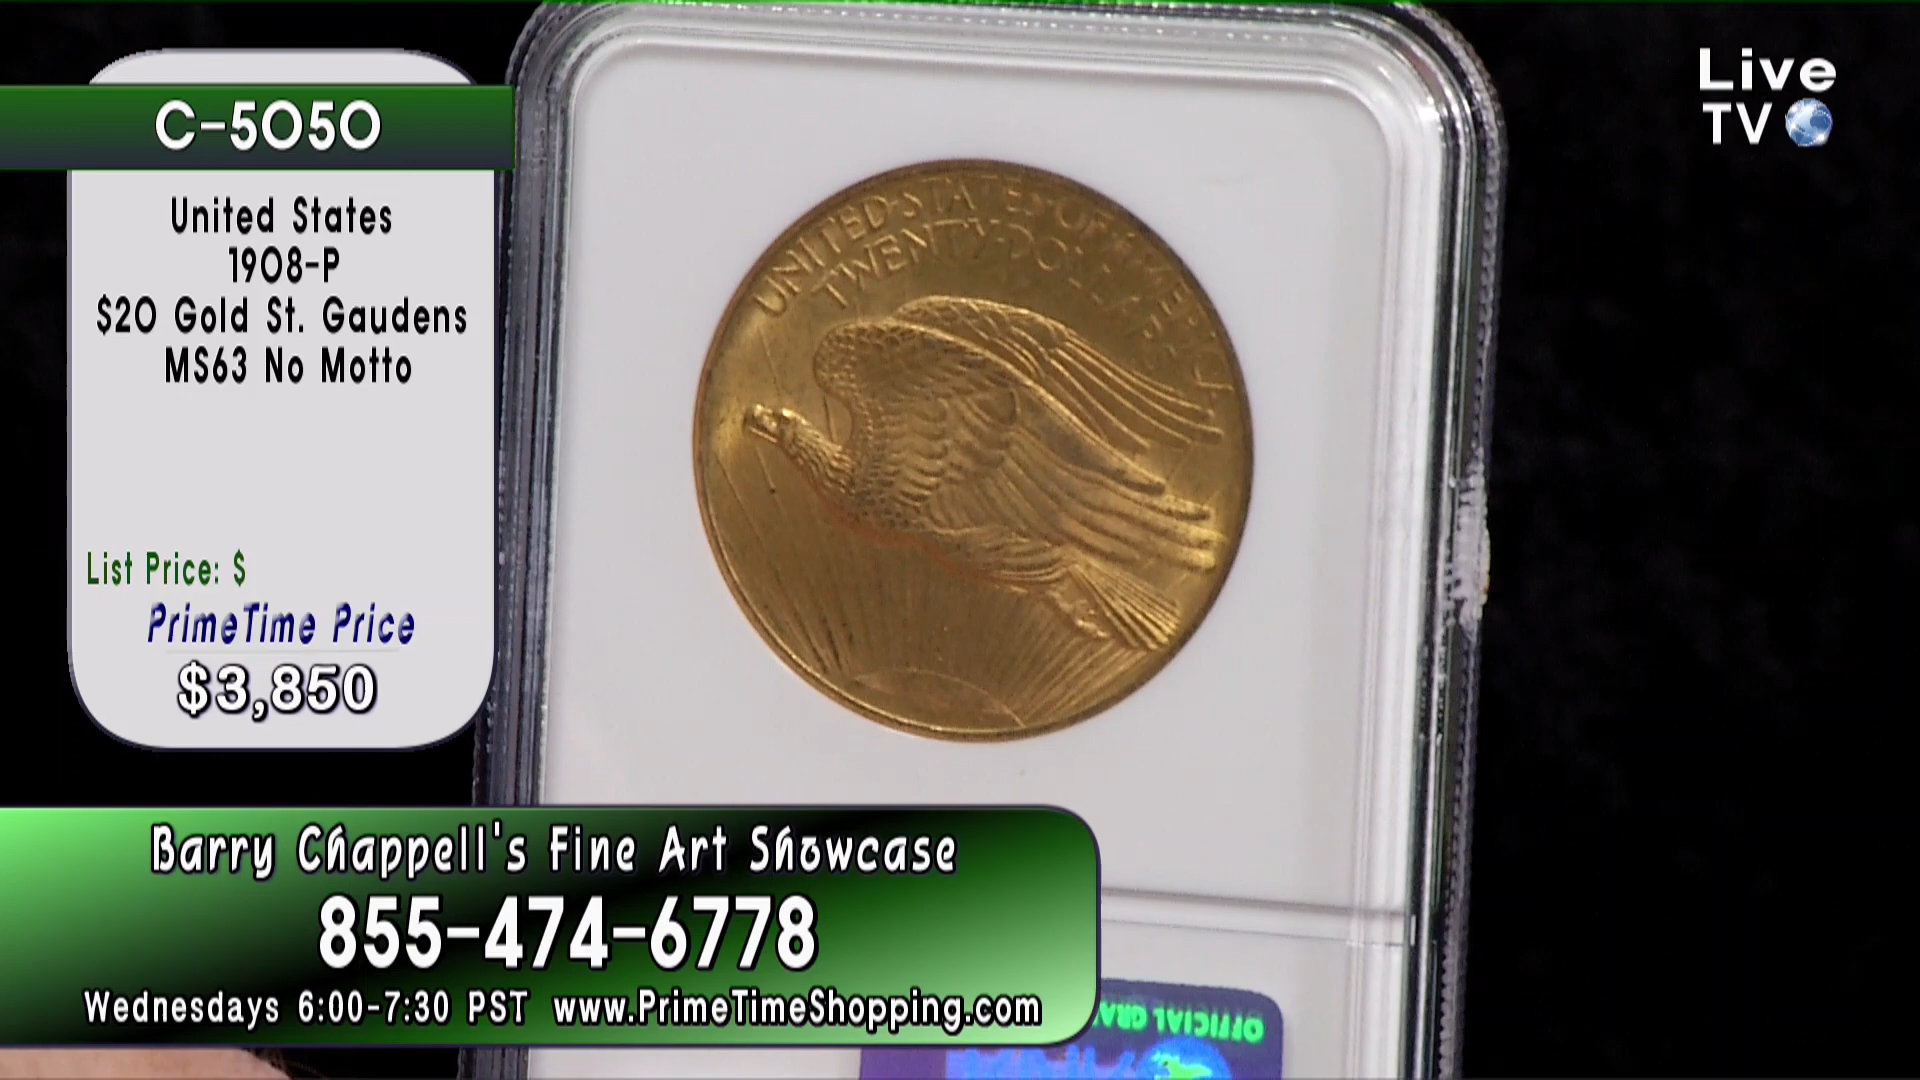 C-5050
United States
1908-P
$20 Gold St. Gaudens
MS63 No Motto
List Price: $
PrimeTime Price
$3,850
Live
TV
UNITED·STATES·OF·AMERICA
TWENTY·DOLLARS
Barry Chappell's Fine Art Showcase
855-474-6778
Wednesdays 6:00-7:30 PST www.PrimeTimeShopping.com
OFFICIAL